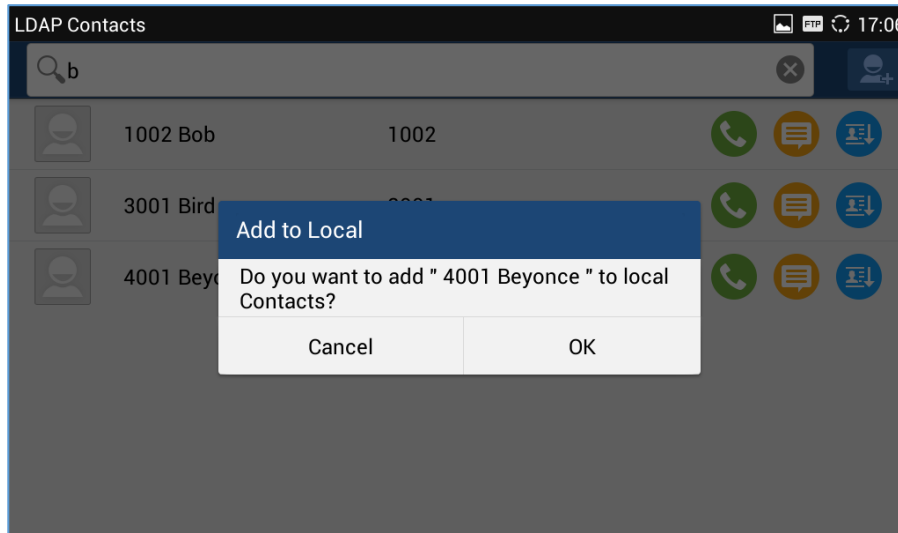 LDAP Contacts FTP 17:06
b
1002 Bob 1002
3001 Bird
Add to Local
4001
Do you want to add " 4001 Beyonce " to local
Contacts?
Cancel OK